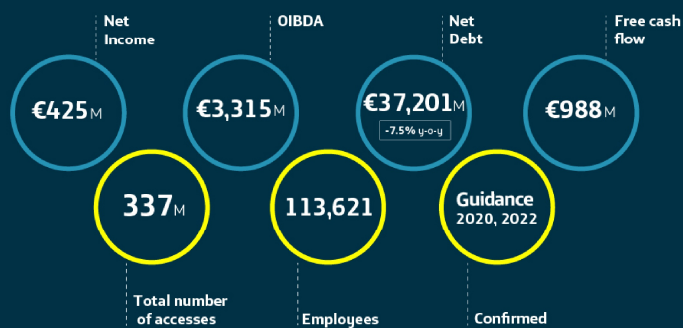 Net
Income
OIBDA
Net
Debt
Free cash
flow
€425M
€3,315M
€37,201M
-7.5% y-o-y
€988M
337M
113,621
Guidance
2020, 2022
Total number
of accesses
Employees
Confirmed